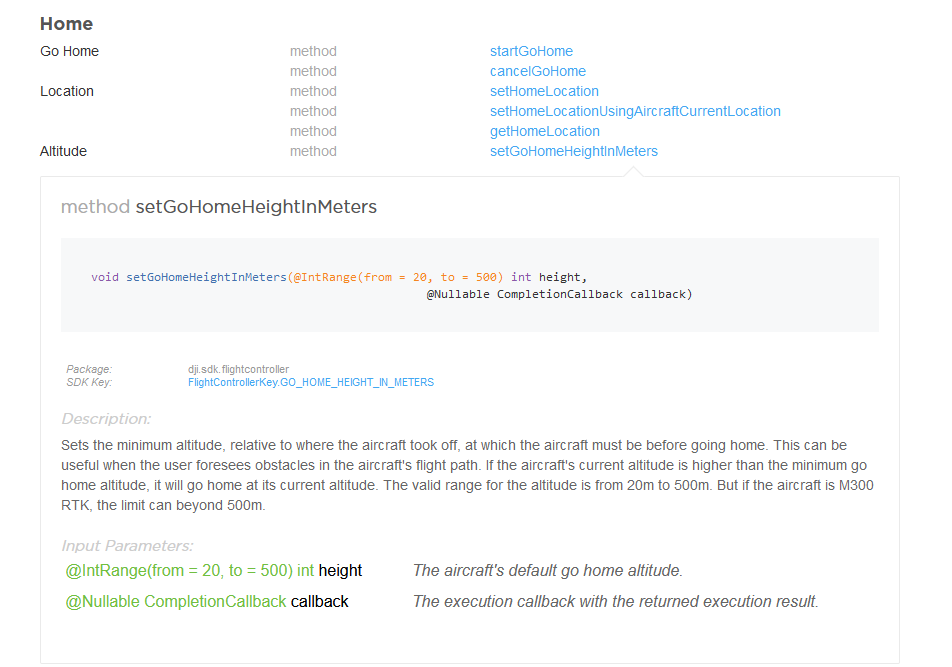 Home
Go Home method startGoHome
method cancelGoHome
Location method setHomeLocation
method setHomeLocationUsingAircraftCurrentLocation
method getHomeLocation
Altitude method setGoHomeHeightInMeters
method setGoHomeHeightInMeters
void setGoHomeHeightInMeters(@IntRange(from = 20, to = 500) int height,
@Nullable CompletionCallback callback)
Package: dji.sdk.flightcontroller
SDK Key: FlightControllerKey.GO_HOME_HEIGHT_IN_METERS
Description:
Sets the minimum altitude, relative to where the aircraft took off, at which the aircraft must be before going home. This can be
useful when the user foresees obstacles in the aircraft's flight path. If the aircraft's current altitude is higher than the minimum go
home altitude, it will go home at its current altitude. The valid range for the altitude is from 20m to 500m. But if the aircraft is M300
RTK, the limit can beyond 500m.
Input Parameters:
@IntRange(from = 20, to = 500) int height The aircraft's default go home altitude.
@Nullable CompletionCallback callback The execution callback with the returned execution result.